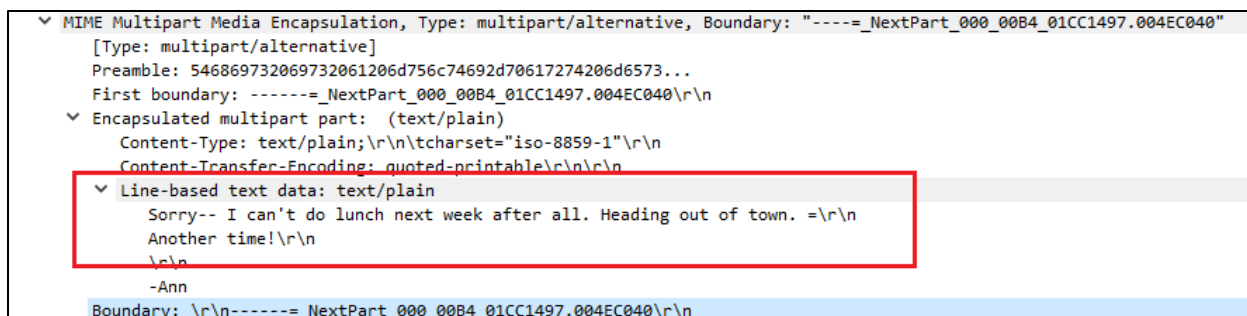 MIME Multipart Media Encapsulation, Type: multipart/alternative, Boundary: "----=_NextPart_000_00B4_01CC1497.004EC040"
[Type: multipart/alternative]
Preamble: 546869732069732061206d756c74692d70617274206d6573...
First boundary: ------=_NextPart_000_00B4_01CC1497.004EC040\r\n
Encapsulated multipart part: (text/plain)
Content-Type: text/plain;\r\n\tcharset="iso-8859-1"\r\n
Content-Transfer-Encoding: quoted-printable\r\n\r\n
Line-based text data: text/plain
Sorry-- I can't do lunch next week after all. Heading out of town. =\r\n
Another time!\r\n
\r\n
-Ann
Boundary: \r\n------=_NextPart_000_00B4_01CC1497.004EC040\r\n